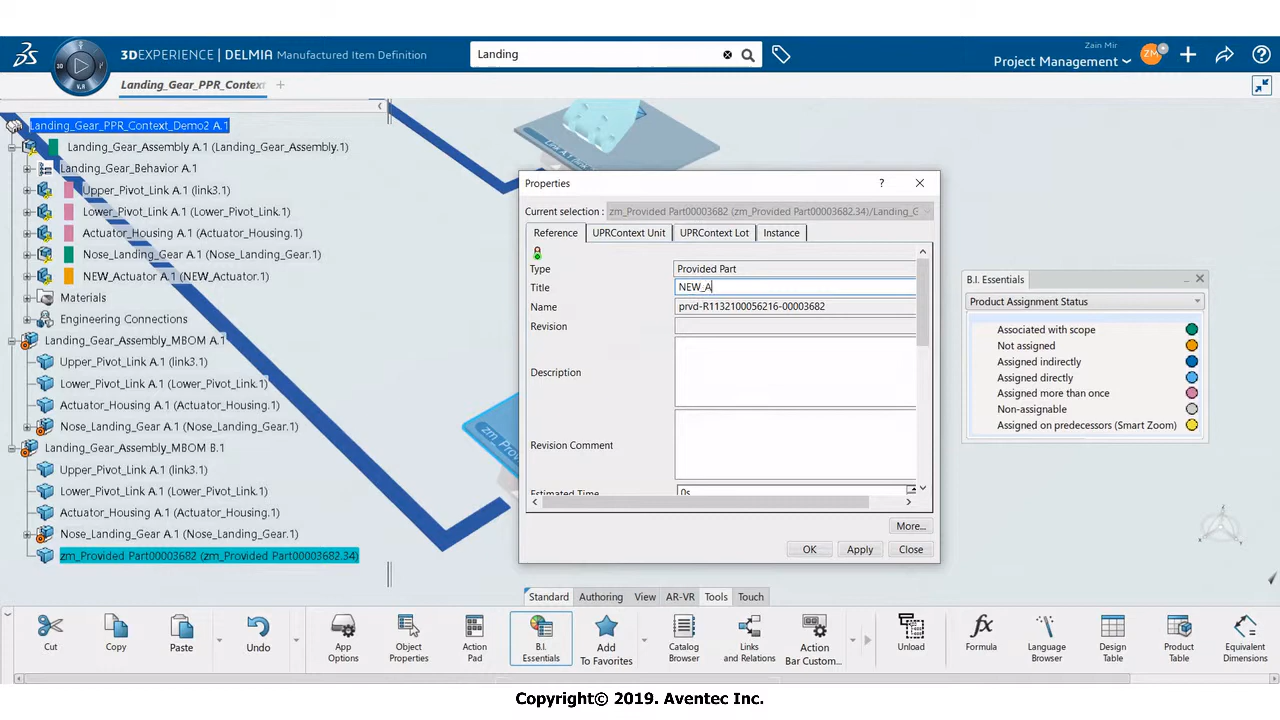 3DEXPERIENCE | DELMIA Manufactured Item Definition
Landing
Zain Mir
Project Management
ZM
3D
V.R
Landing_Gear_PPR_Context
Landing_Gear_PPR_Context_Demo2 A.1
Landing_Gear_Assembly A.1 (Landing_Gear_Assembly.1)
Landing_Gear_Behavior A.1
Upper_Pivot_Link A.1 (link3.1)
Lower_Pivot_Link A.1 (Lower_Pivot_Link.1)
Actuator_Housing A.1 (Actuator_Housing.1)
Nose_Landing_Gear A.1 (Nose_Landing_Gear.1)
NEW_Actuator A.1 (NEW_Actuator.1)
Materials
Engineering Connections
Landing_Gear_Assembly_MBOM A.1
Upper_Pivot_Link A.1 (link3.1)
Lower_Pivot_Link A.1 (Lower_Pivot_Link.1)
Actuator_Housing A.1 (Actuator_Housing.1)
Nose_Landing_Gear A.1 (Nose_Landing_Gear.1)
Landing_Gear_Assembly_MBOM B.1
Upper_Pivot_Link A.1 (link3.1)
Lower_Pivot_Link A.1 (Lower_Pivot_Link.1)
Actuator_Housing A.1 (Actuator_Housing.1)
Nose_Landing_Gear A.1 (Nose_Landing_Gear.1)
zm_Provided Part00003682 (zm_Provided Part00003682.34)
zm_Prov
Properties
Current selection : zm_Provided Part00003682 (zm_Provided Part00003682.34)/Landing_G
Reference UPRContext Unit UPRContext Lot Instance
Type Provided Part
Title NEW_A
Name prvd-R1132100056216-00003682
Revision
Description
Revision Comment
Estimated Time 0s
More...
OK Apply Close
B.I. Essentials
Product Assignment Status
Associated with scope
Not assigned
Assigned indirectly
Assigned directly
Assigned more than once
Non-assignable
Assigned on predecessors (Smart Zoom)
Standard Authoring View AR-VR Tools Touch
Cut
Copy
Paste
Undo
App
Options
Object
Properties
Action
Pad
B.I.
Essentials
Add
To Favorites
Catalog
Browser
Links
and Relations
Action
Bar Custom...
Unload
Formula
Language
Browser
Design
Table
Product
Table
Equivalent
Dimensions
Copyright© 2019. Aventec Inc.